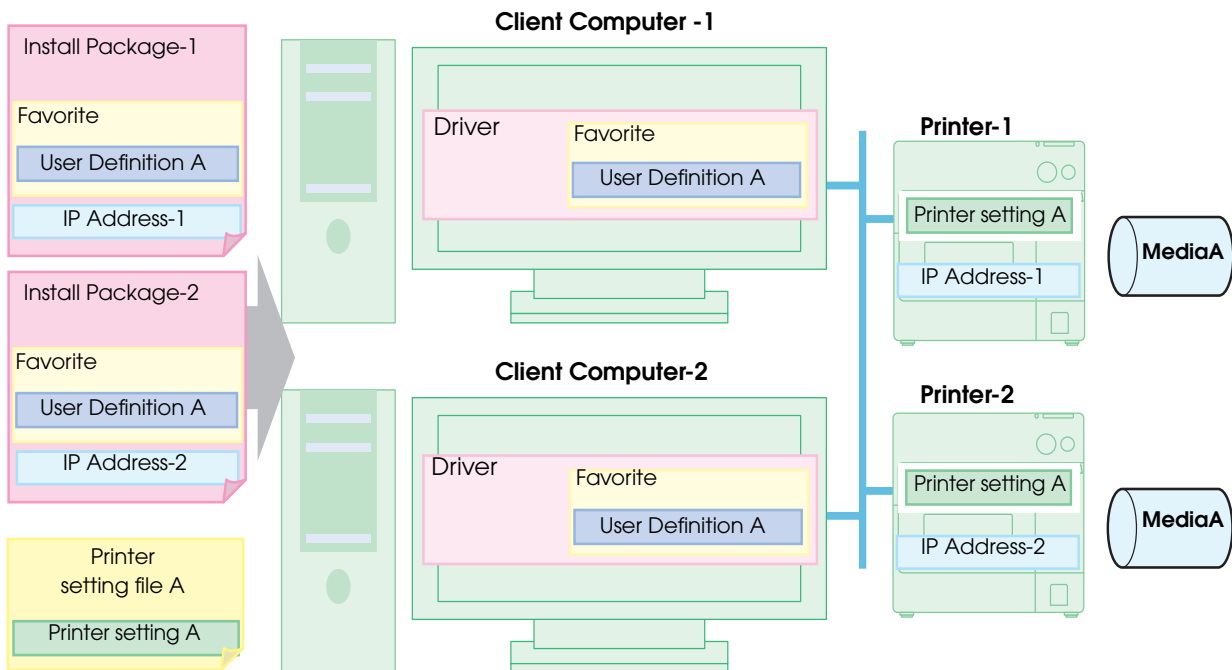 Install Package-1
Favorite
User Definition A
IP Address-1
Install Package-2
Favorite
User Definition A
IP Address-2
Printer
setting file A
Printer setting A
Client Computer -1
Driver
Favorite
User Definition A
Client Computer-2
Driver
Favorite
User Definition A
Printer-1
Printer setting A
IP Address-1
MediaA
Printer-2
Printer setting A
IP Address-2
MediaA